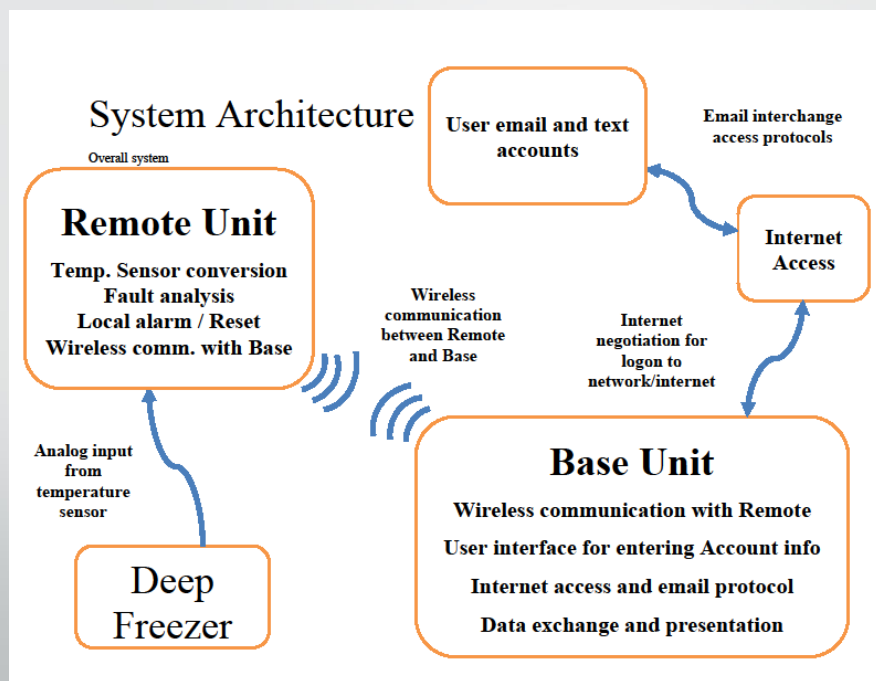 System Architecture
Overall system
User email and text
accounts
Email interchange
access protocols
Internet
Access
Remote Unit
Temp. Sensor conversion
Fault analysis
Local alarm / Reset
Wireless comm. with Base
Wireless
communication
between Remote
and Base
Internet
negotiation for
logon to
network/internet
Analog input
from
temperature
sensor
Deep
Freezer
Base Unit
Wireless communication with Remote
User interface for entering Account info
Internet access and email protocol
Data exchange and presentation